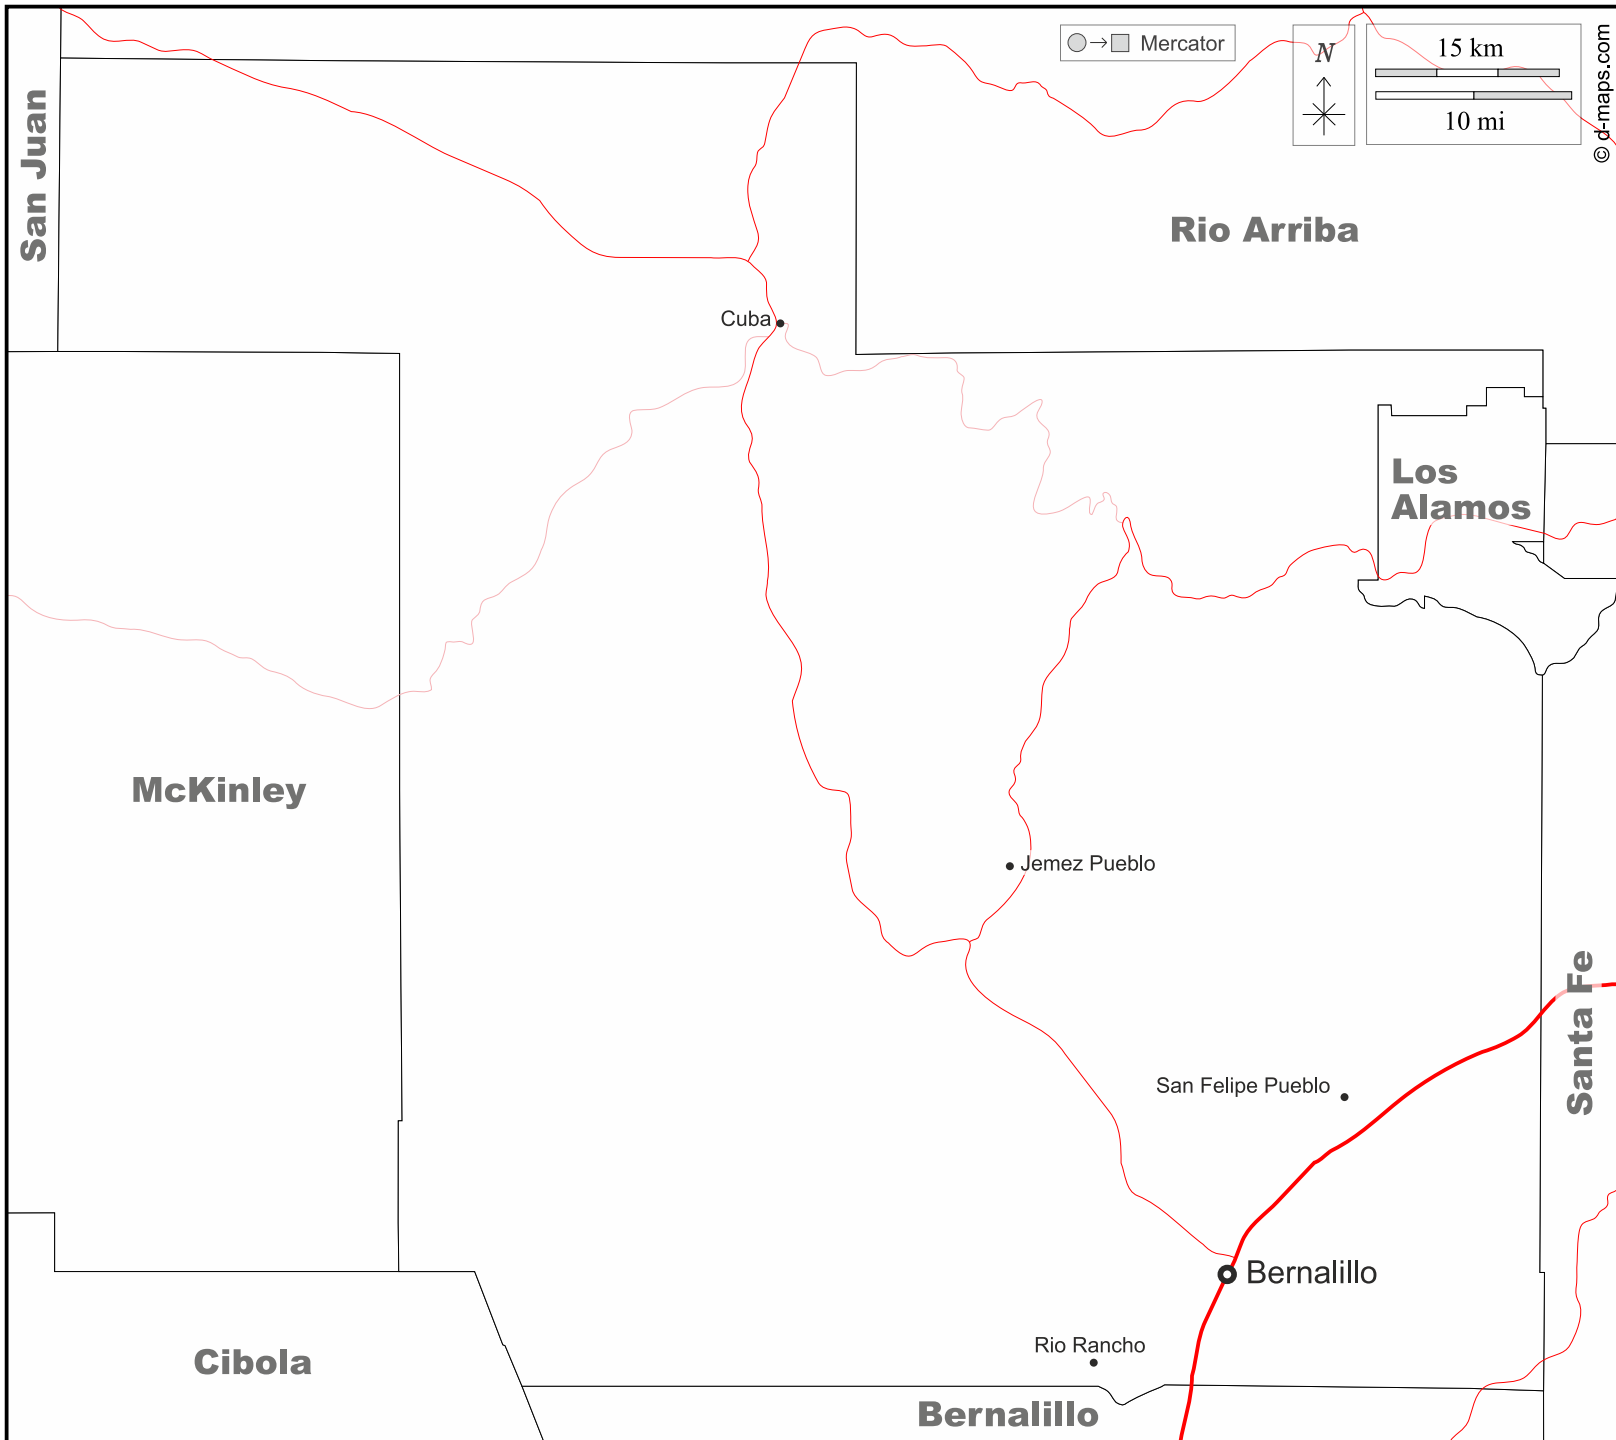 Mercator
N
15 km
10 mi
© d-maps.com
San Juan
Rio Arriba
Cuba
Los
Alamos
McKinley
Jemez Pueblo
Santa Fe
San Felipe Pueblo
Bernalillo
Rio Rancho
Cibola
Bernalillo